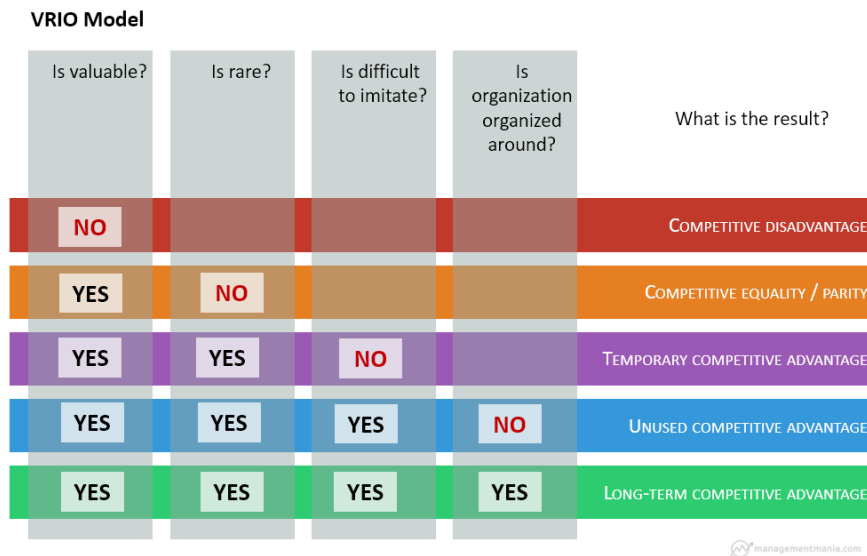 VRIO Model
Is valuable?
Is rare?
Is difficult
to imitate?
Is
organization
organized
around?
What is the result?
NO
COMPETITIVE DISADVANTAGE
YES
NO
COMPETITIVE EQUALITY / PARITY
YES
YES
NO
TEMPORARY COMPETITIVE ADVANTAGE
YES
YES
YES
NO
UNUSED COMPETITIVE ADVANTAGE
YES
YES
YES
YES
LONG-TERM COMPETITIVE ADVANTAGE
managementmania.com